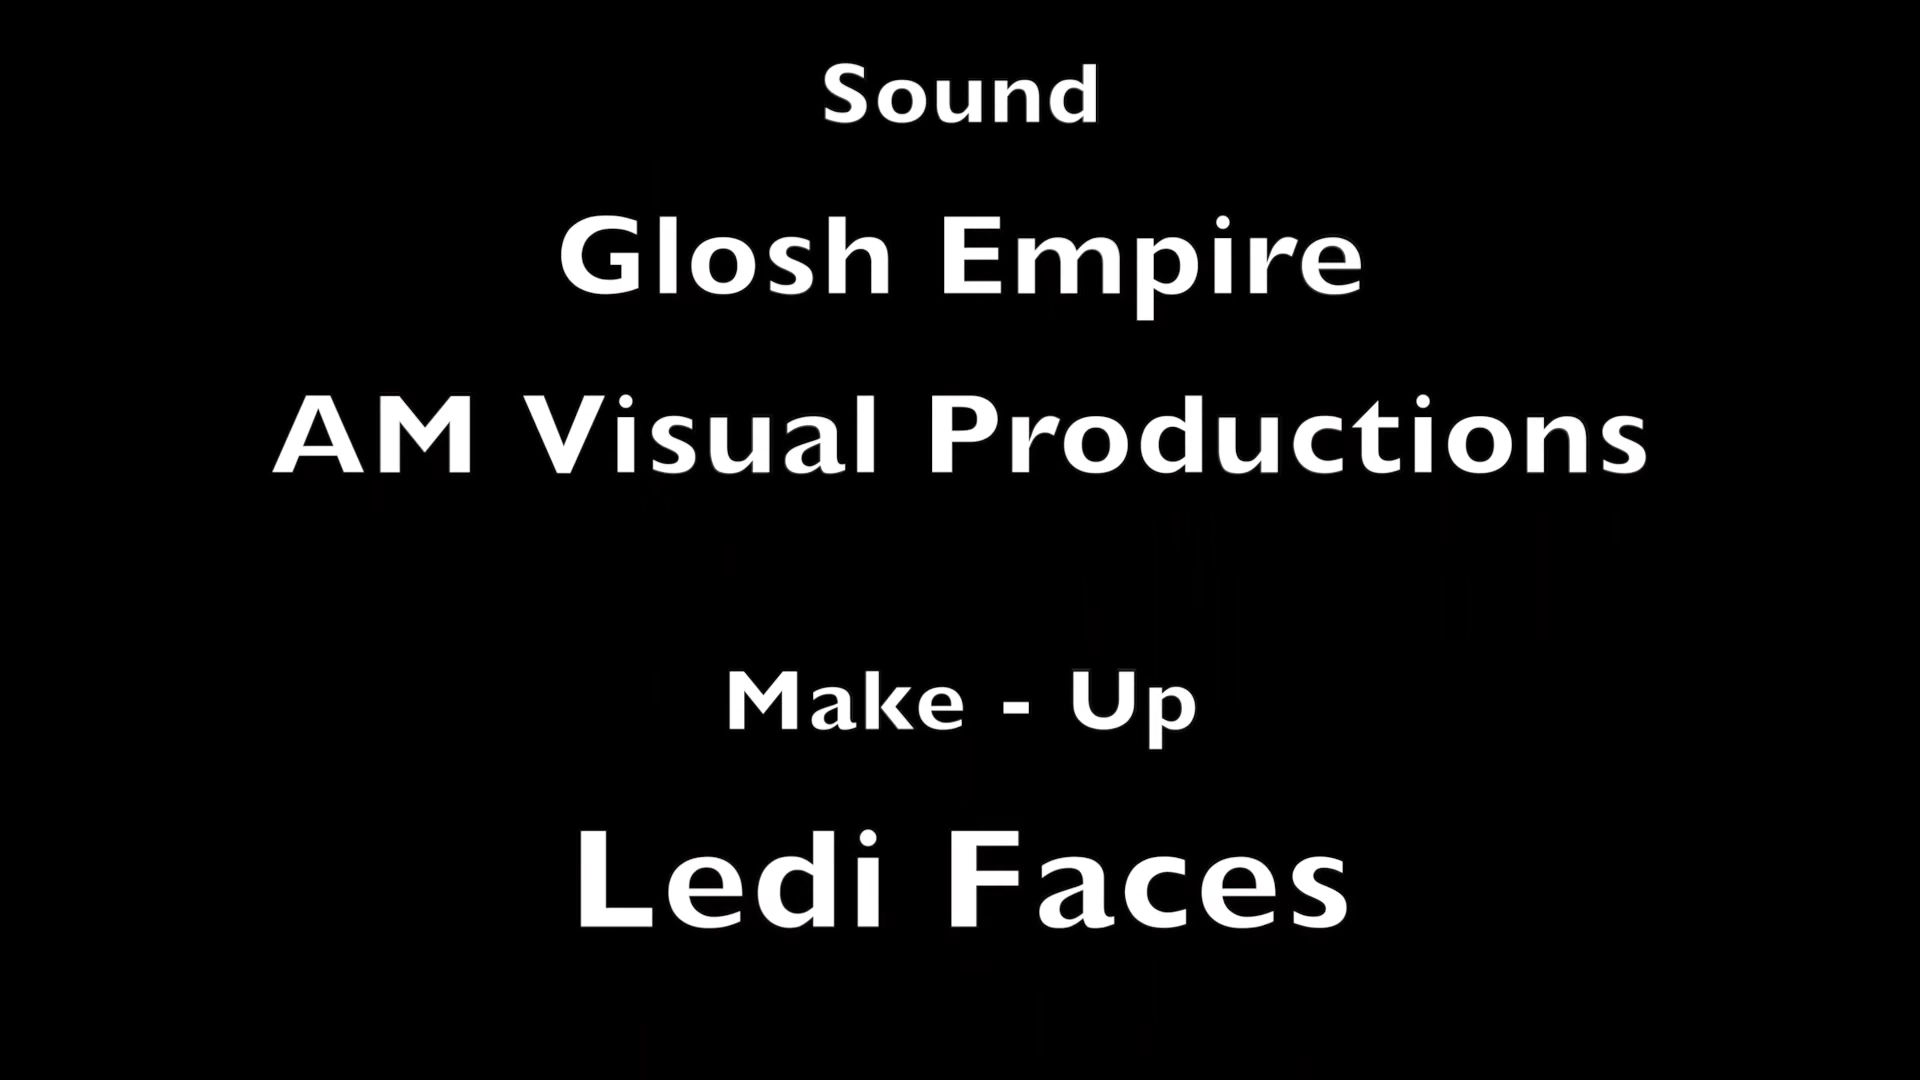 Sound
Glosh Empire
AM Visual Productions
Make - Up
Ledi Faces